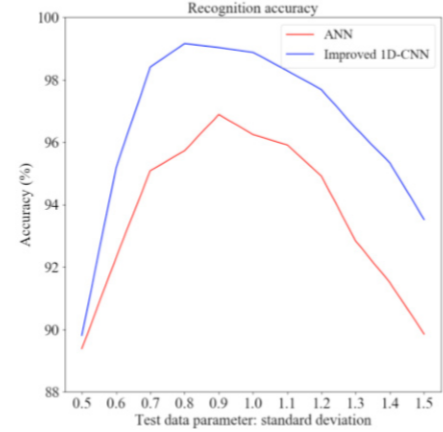 Recognition accuracy
ANN
Improved 1D-CNN
Accuracy (%)
100
98
96
94
92
90
88
0.5 0.6 0.7 0.8 0.9 1.0 1.1 1.2 1.3 1.4 1.5
Test data parameter: standard deviation